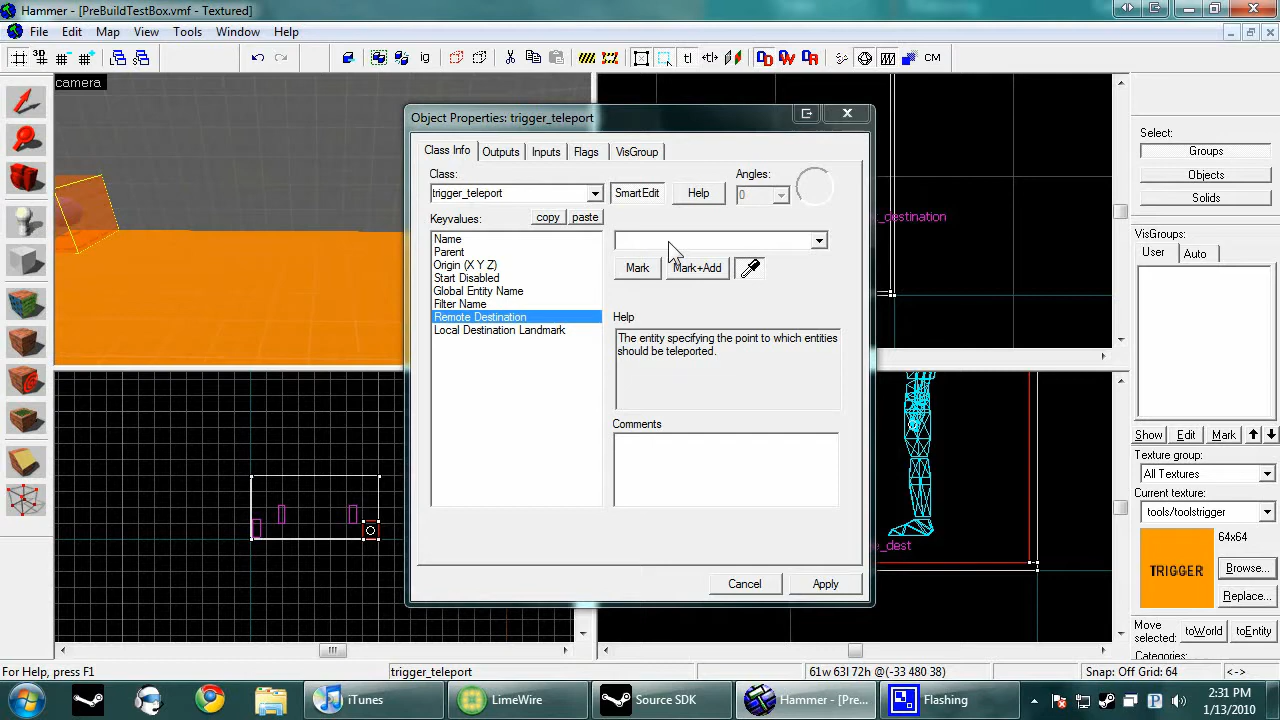 Hammer - [PreBuildTestBox.vmf - Textured]
File Edit Map View Tools Window Help
3D
ig
CM
camera
Object Properties: trigger_teleport
Class Info Outputs Inputs Flags VisGroup
Class:
trigger_teleport
SmartEdit
Help
Angles:
0
Keyvalues:
copy
paste
Name
Parent
Origin (X Y Z)
Start Disabled
Global Entity Name
Filter Name
Remote Destination
Local Destination Landmark
Mark
Mark+Add
Help
The entity specifying the point to which entities
should be teleported.
Comments
Cancel
Apply
_destination
e_dest
Select:
Groups
Objects
Solids
VisGroups:
User
Auto
Show
Edit
Mark
Texture group:
All Textures
Current texture:
tools/toolstrigger
64x64
TRIGGER
Browse...
Replace...
Move
selected:
toWorld
toEntity
Categories:
For Help, press F1
trigger_teleport
61w 63l 72h @(-33 480 38)
Snap: Off Grid: 64
<->
iTunes
LimeWire
Source SDK
Hammer - [Pre...
Flashing
2:31 PM
1/13/2010